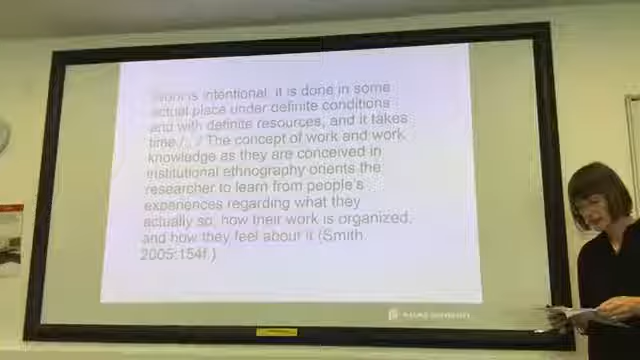 Work is intentional, it is done in some
actual place under definite conditions
and with definite resources, and it takes
time /../ The concept of work and work
knowledge as they are conceived in
institutional ethnography orients the
researcher to learn from people's
experiences regarding what they
actually so, how their work is organized,
and how they feel about it (Smith
2005:154f.)